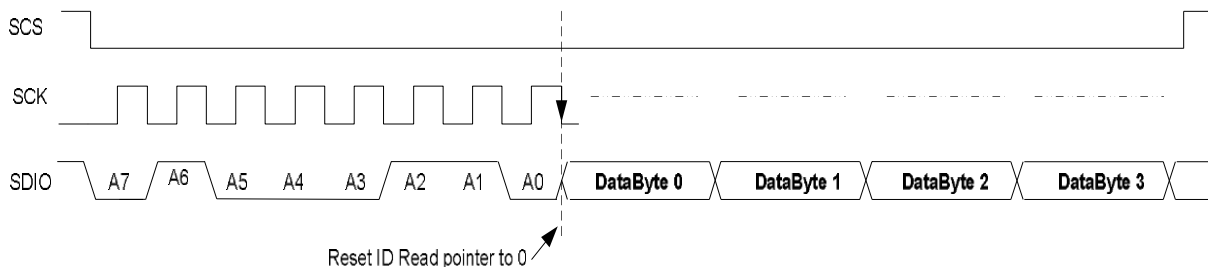 SCS
SCK
SDIO A7 A6 A5 A4 A3 A2 A1 A0 DataByte 0 DataByte 1 DataByte 2 DataByte 3
Reset ID Read pointer to 0